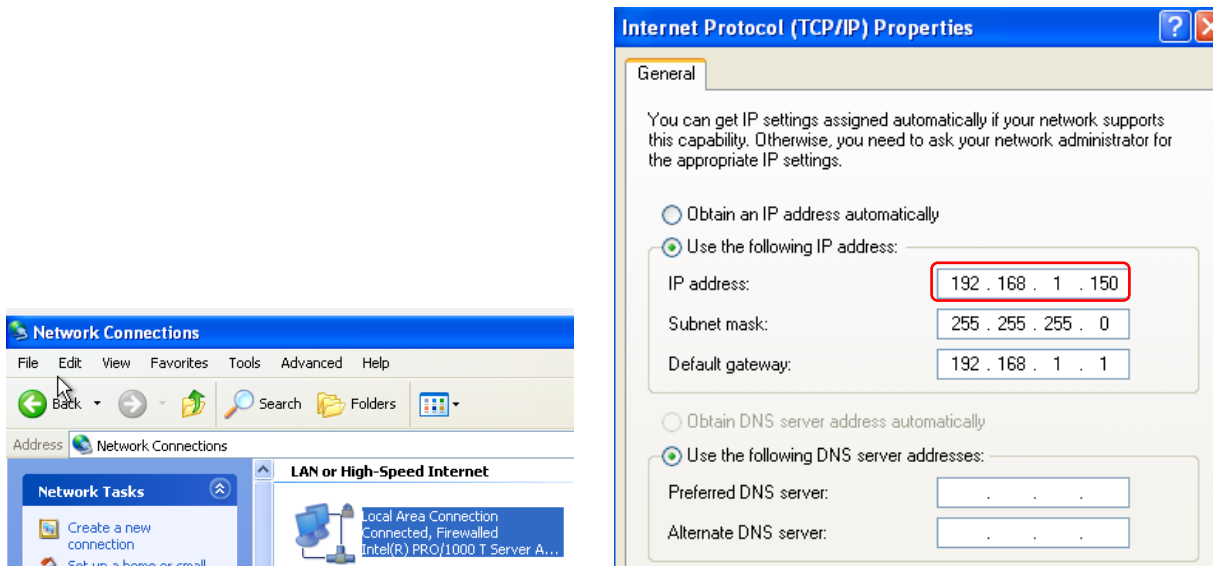 Network Connections
File Edit View Favorites Tools Advanced Help
Back Search Folders
Address Network Connections
Network Tasks
Create a new
connection
Set up a home or small
LAN or High-Speed Internet
Local Area Connection
Connected, Firewalled
Intel(R) PRO/1000 T Server A...
Internet Protocol (TCP/IP) Properties
General
You can get IP settings assigned automatically if your network supports
this capability. Otherwise, you need to ask your network administrator for
the appropriate IP settings.
Obtain an IP address automatically
Use the following IP address:
IP address: 192 . 168 . 1 . 150
Subnet mask: 255 . 255 . 255 . 0
Default gateway: 192 . 168 . 1 . 1
Obtain DNS server address automatically
Use the following DNS server addresses:
Preferred DNS server: . . .
Alternate DNS server: . . .